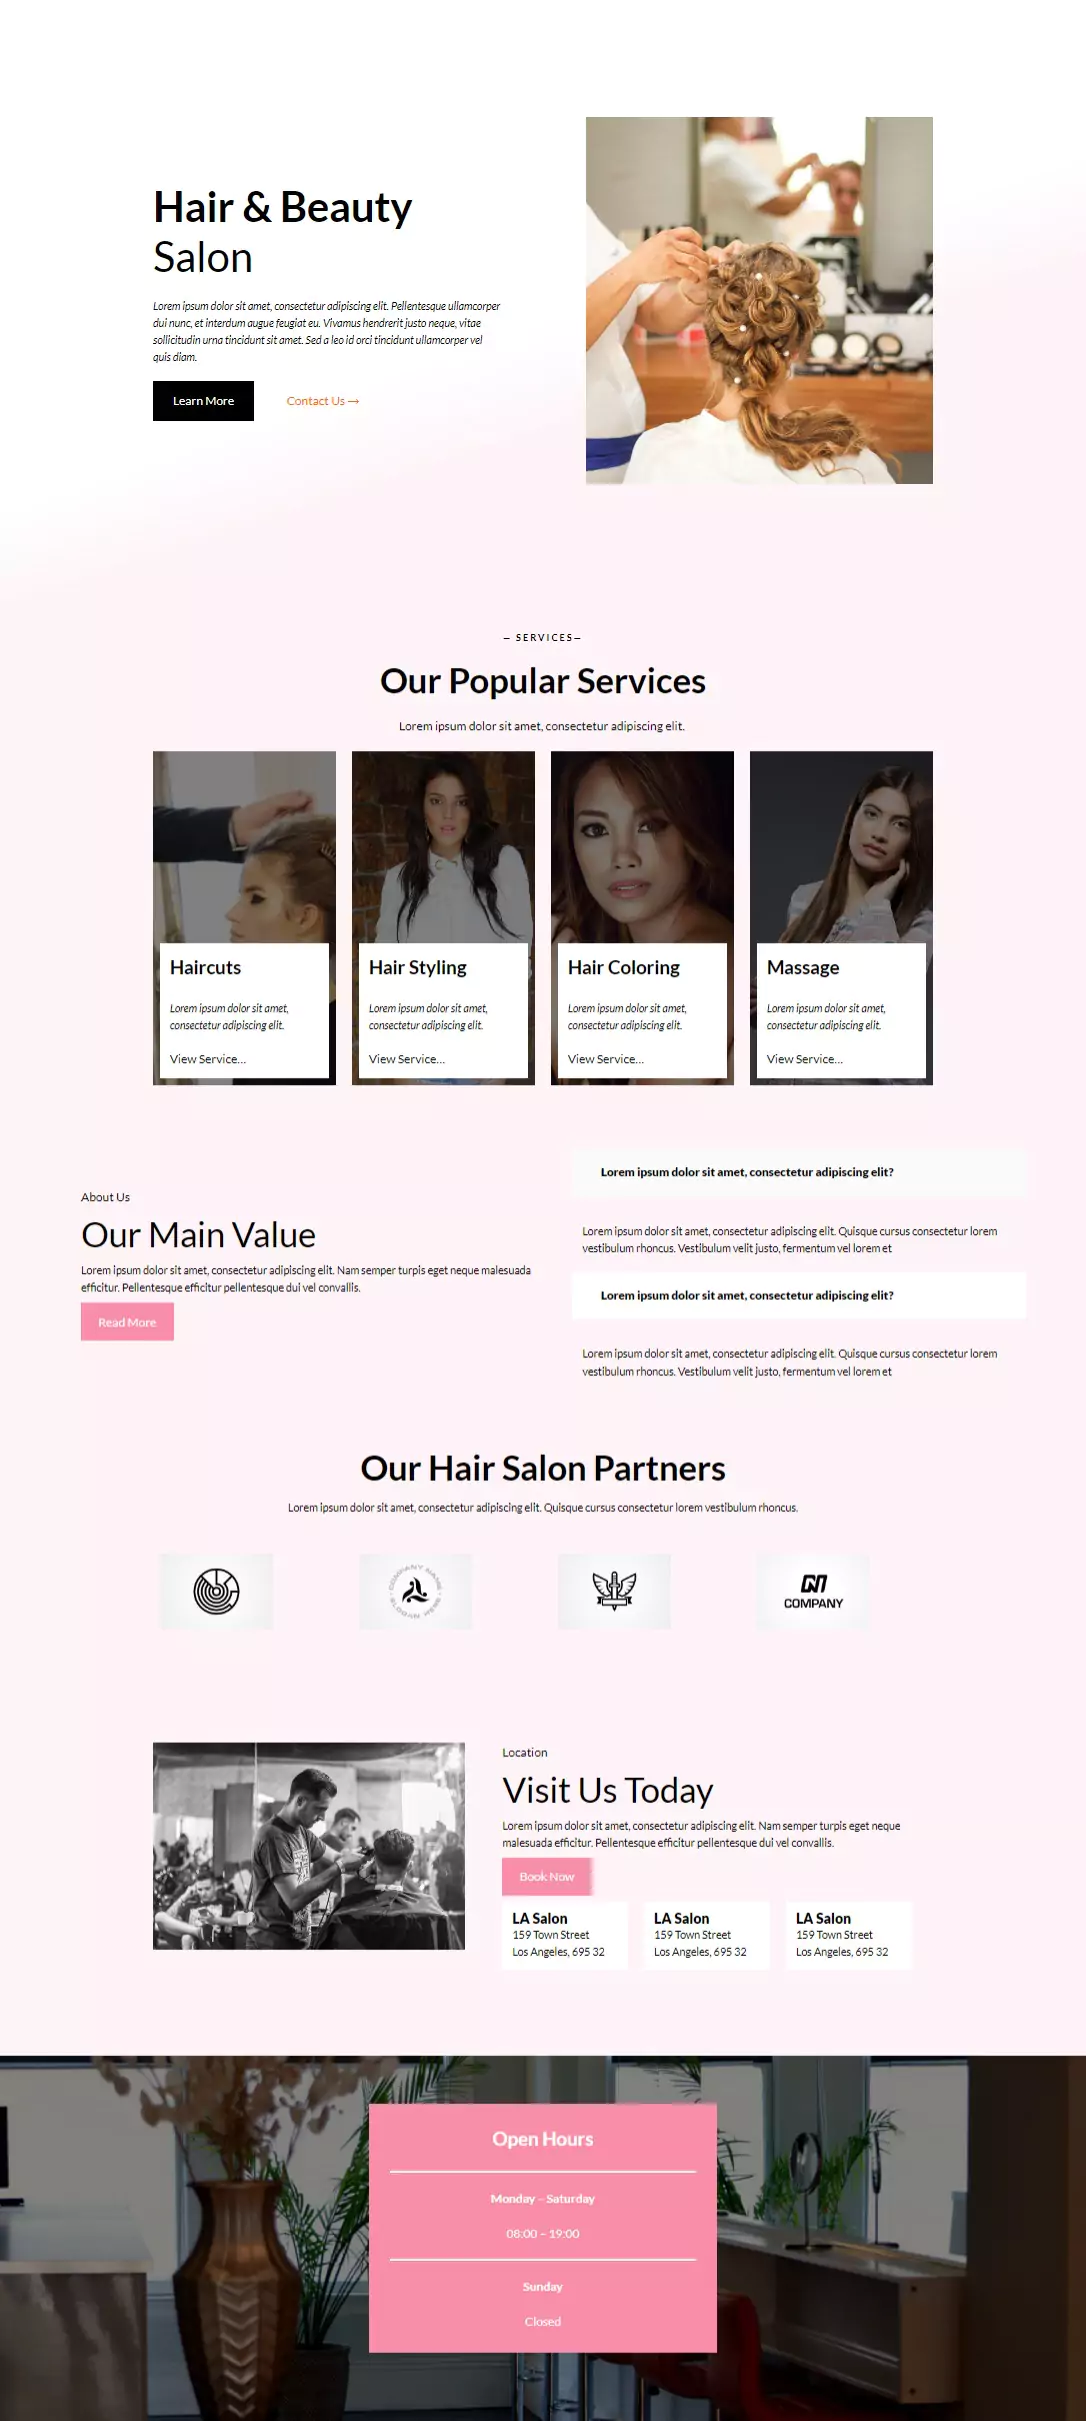 Hair & Beauty
Salon
Lorem ipsum dolor sit amet, consectetur adipiscing elit. Pellentesque ullamcorper
dui nunc, et interdum augue feugiat eu. Vivamus hendrerit justo neque, vitae
sollicitudin urna tincidunt sit amet. Sed a leo id orci tincidunt ullamcorper vel
quis diam.
Learn More
Contact Us →
– SERVICES–
Our Popular Services
Lorem ipsum dolor sit amet, consectetur adipiscing elit.
Haircuts
Lorem ipsum dolor sit amet,
consectetur adipiscing elit.
View Service...
Hair Styling
Lorem ipsum dolor sit amet,
consectetur adipiscing elit.
View Service...
Hair Coloring
Lorem ipsum dolor sit amet,
consectetur adipiscing elit.
View Service...
Massage
Lorem ipsum dolor sit amet,
consectetur adipiscing elit.
View Service...
About Us
Our Main Value
Lorem ipsum dolor sit amet, consectetur adipiscing elit. Nam semper turpis eget neque malesuada
efficitur. Pellentesque efficitur pellentesque dui vel convallis.
Read More
Lorem ipsum dolor sit amet, consectetur adipiscing elit?
Lorem ipsum dolor sit amet, consectetur adipiscing elit. Quisque cursus consectetur lorem
vestibulum rhoncus. Vestibulum velit justo, fermentum vel lorem et
Lorem ipsum dolor sit amet, consectetur adipiscing elit?
Lorem ipsum dolor sit amet, consectetur adipiscing elit. Quisque cursus consectetur lorem
vestibulum rhoncus. Vestibulum velit justo, fermentum vel lorem et
Our Hair Salon Partners
Lorem ipsum dolor sit amet, consectetur adipiscing elit. Quisque cursus consectetur lorem vestibulum rhoncus.
COMPANY NAME
SLOGAN HERE
COMPANY
Location
Visit Us Today
Lorem ipsum dolor sit amet, consectetur adipiscing elit. Nam semper turpis eget neque
malesuada efficitur. Pellentesque efficitur pellentesque dui vel convallis.
Book Now
LA Salon
159 Town Street
Los Angeles, 695 32
LA Salon
159 Town Street
Los Angeles, 695 32
LA Salon
159 Town Street
Los Angeles, 695 32
Open Hours
Monday – Saturday
08:00 – 19:00
Sunday
Closed